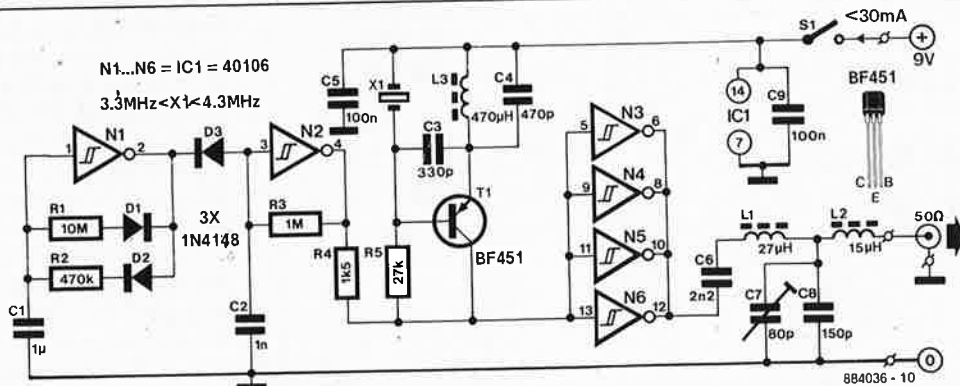 N1...N6 = IC1 = 40106
3.3MHz<X1<4.3MHz
N1
1
2
R1
10M
D1
R2
470k
D2
C1
1µ
3X
1N4148
D3
N2
3
4
R3
1M
C2
1n
R4
1k5
C5
100n
X1
C3
330p
L3
470µH
C4
470p
T1
BF451
R5
27k
N3
5
6
N4
9
8
N5
11
10
N6
13
12
C6
2n2
L1
27µH
L2
15µH
C7
80p
C8
150p
S1
<30mA
+
9V
14
IC1
7
C9
100n
BF451
C
E
B
50Ω
0
884036 - 10